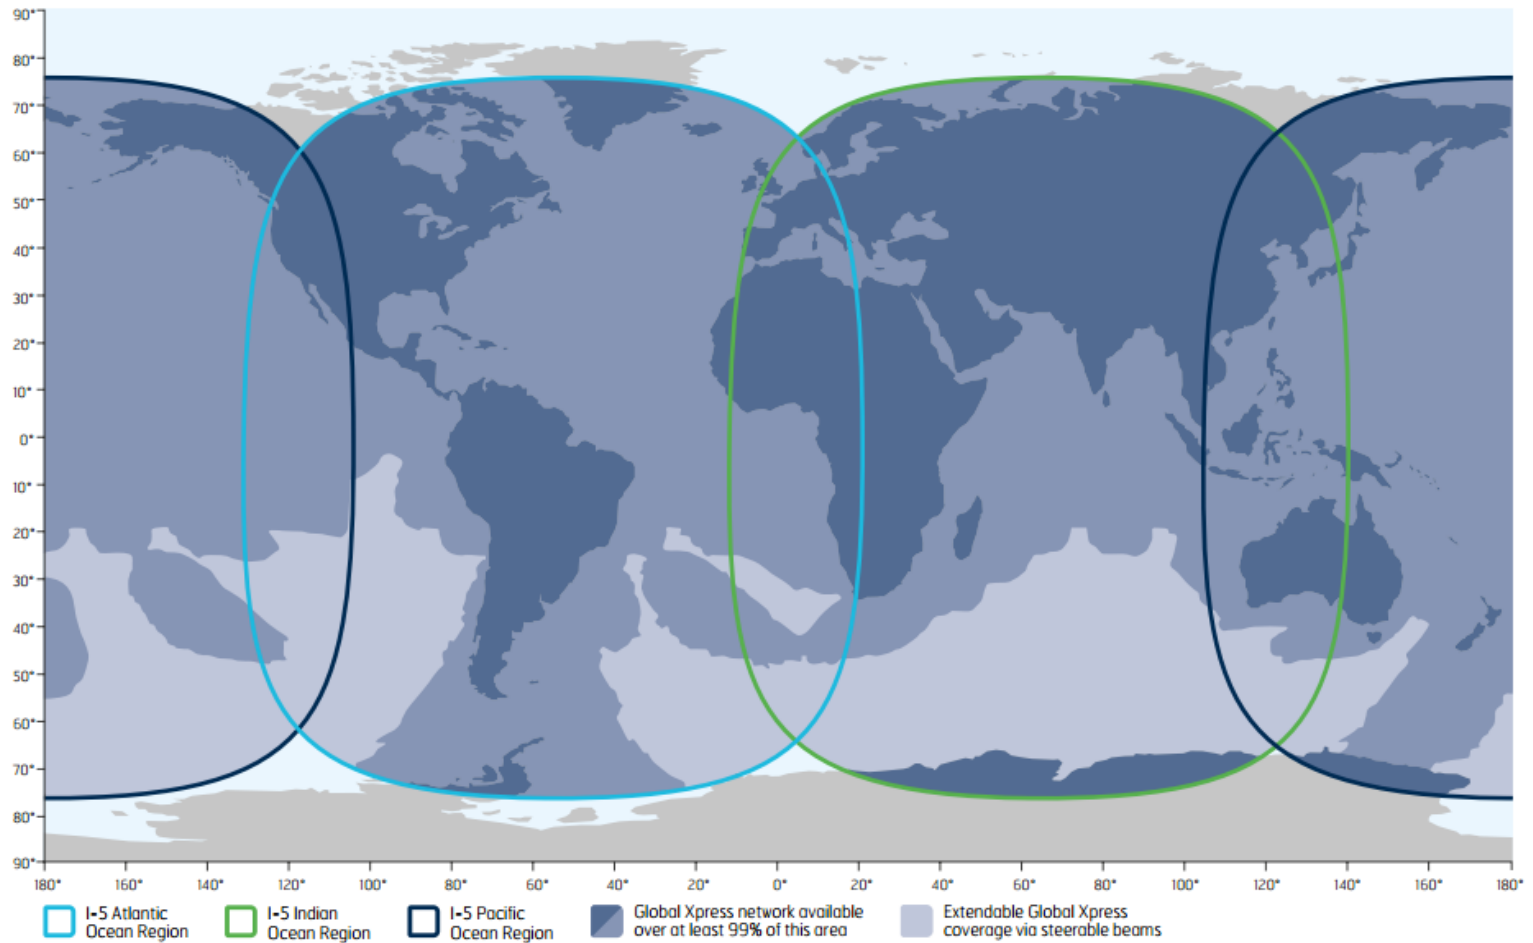 90°
80°
70°
60°
50°
40°
30°
20°
10°
0°
10°
20°
30°
40°
50°
60°
70°
80°
90°
180° 160° 140° 120° 100° 80° 60° 40° 20° 0° 20° 40° 60° 80° 100° 120° 140° 160° 180°
I-5 Atlantic
Ocean Region
I-5 Indian
Ocean Region
I-5 Pacific
Ocean Region
Global Xpress network available
over at least 99% of this area
Extendable Global Xpress
coverage via steerable beams